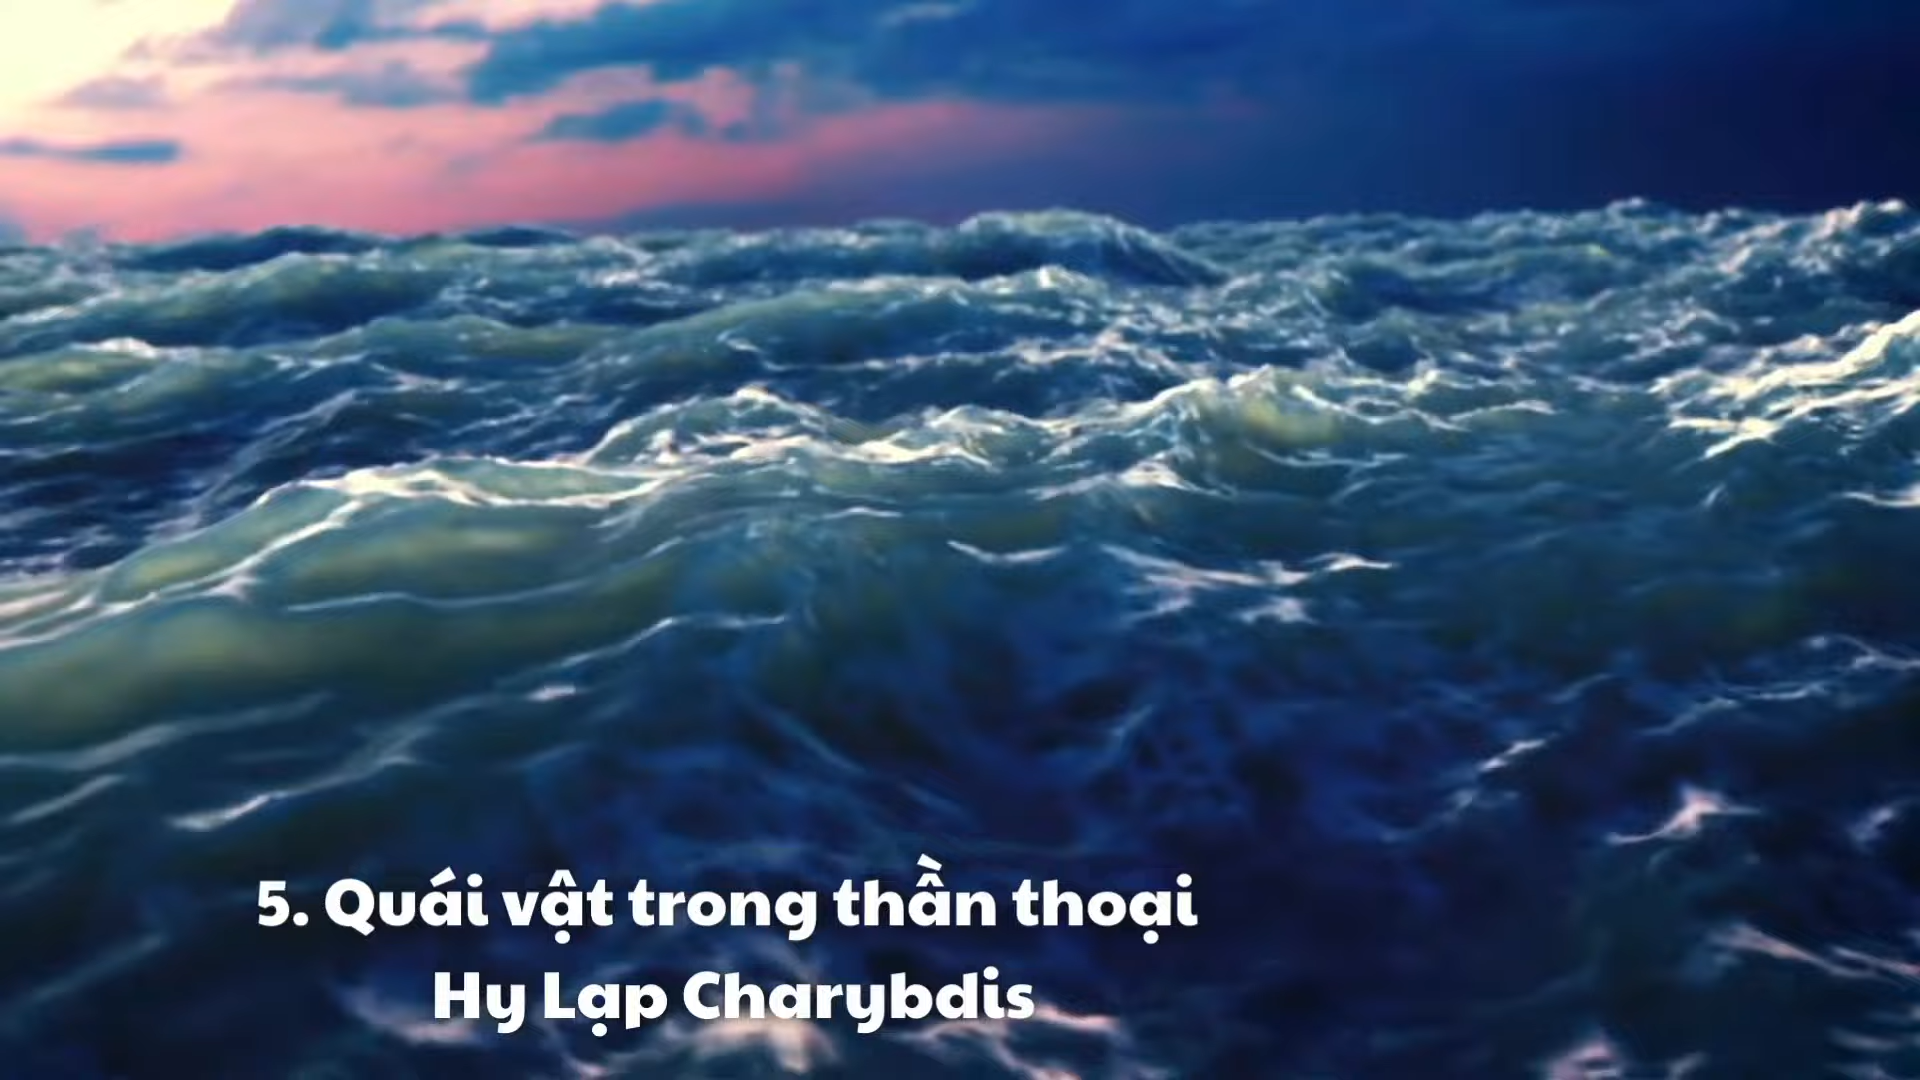 5. Quái vật trong thần thoại
Hy Lạp Charybdis